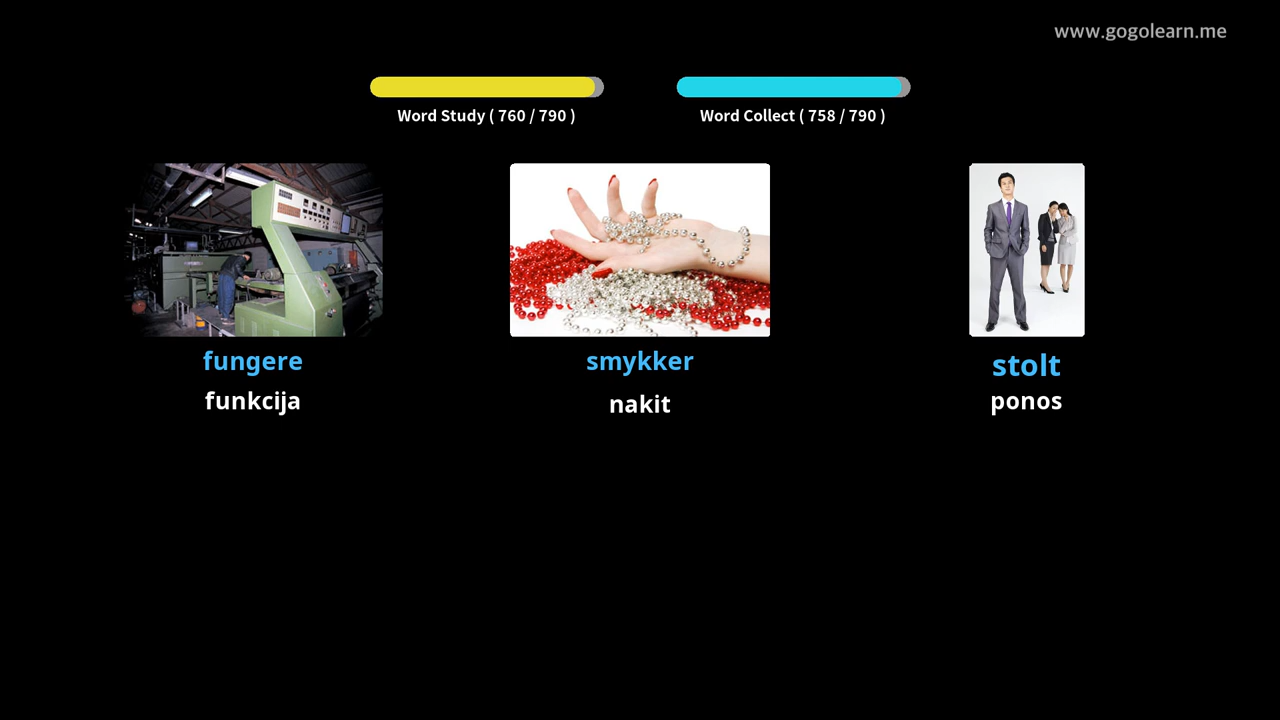 www.gogolearn.me
Word Study ( 760 / 790 )
Word Collect ( 758 / 790 )
fungere
smykker
stolt
funkcija
nakit
ponos